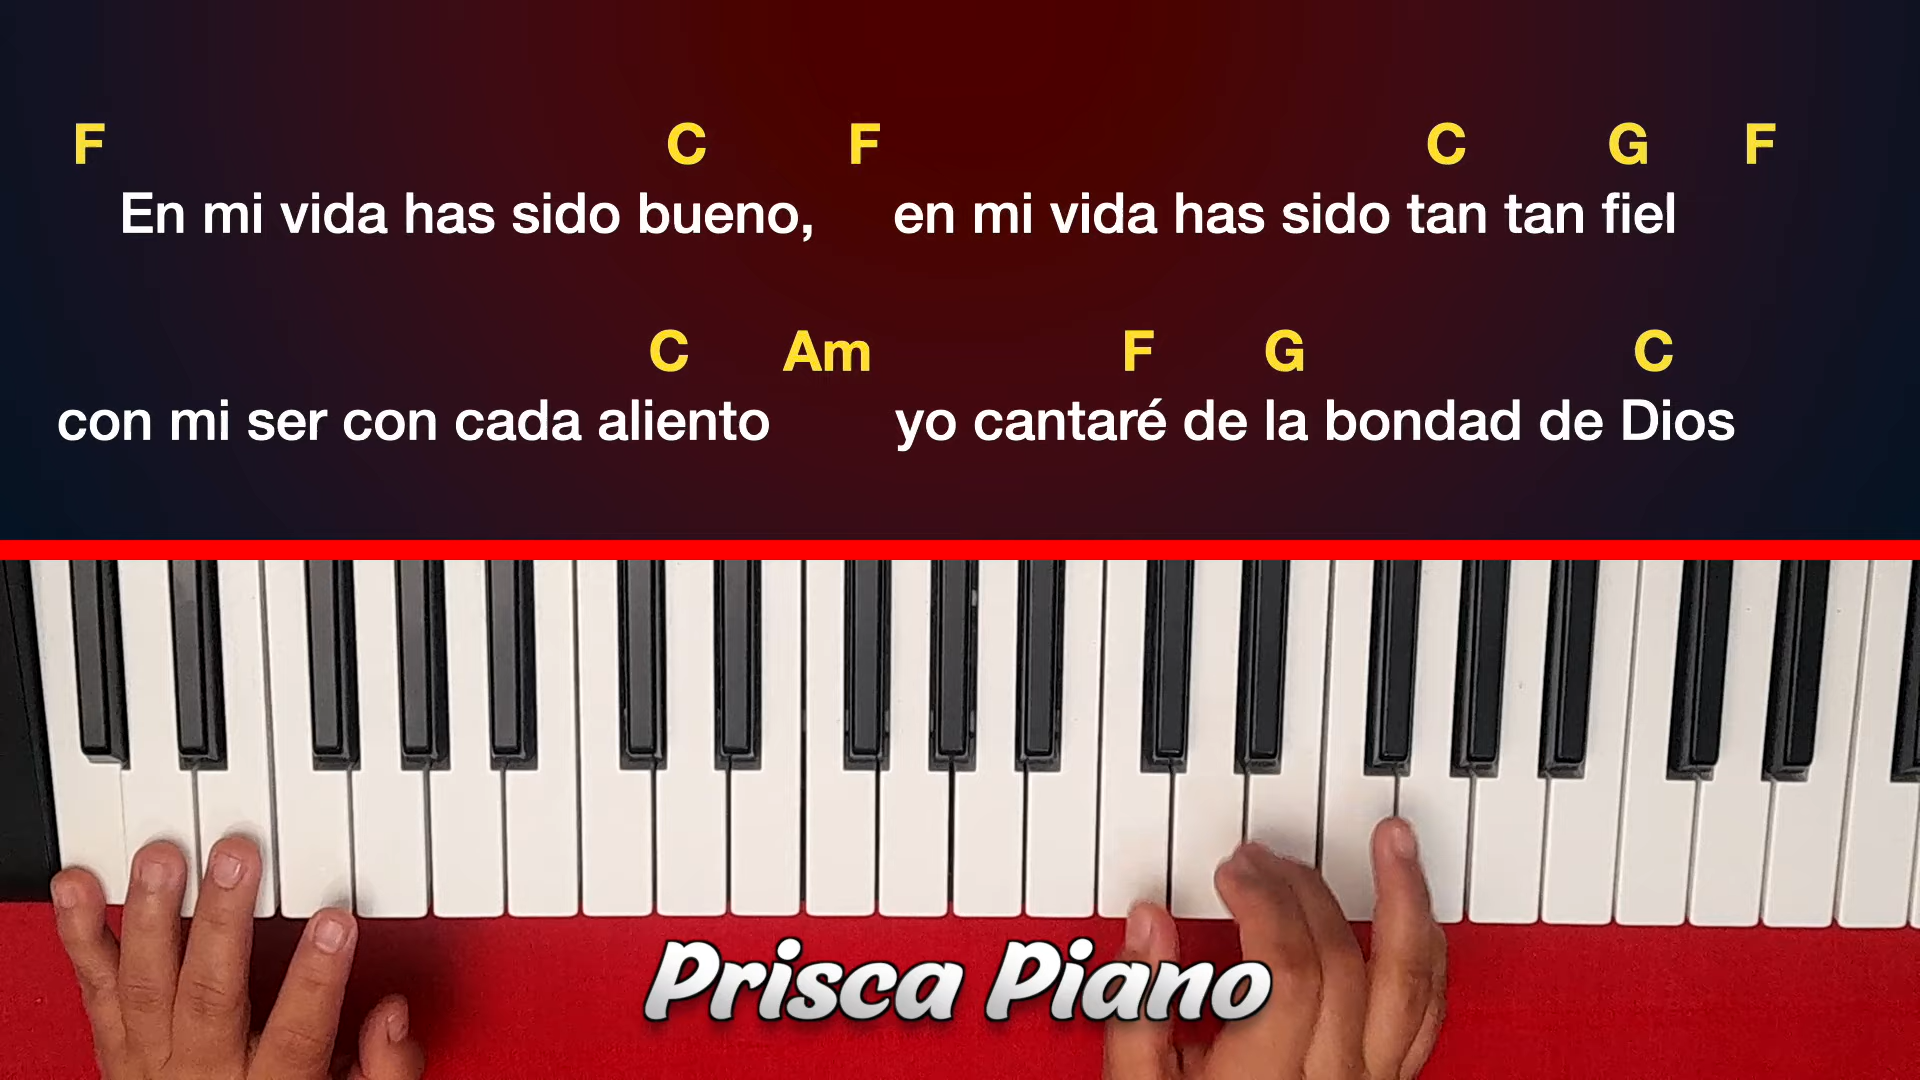 F C F C G F
En mi vida has sido bueno, en mi vida has sido tan tan fiel
C Am F G C
con mi ser con cada aliento yo cantaré de la bondad de Dios
Prisca Piano